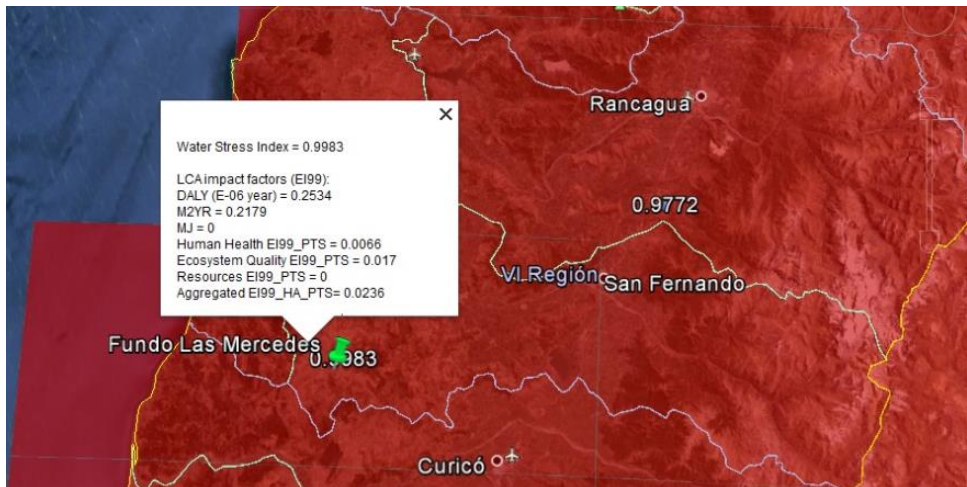 Rancagua
Water Stress Index = 0.9983
LCA impact factors (EI99):
DALY (E-06 year) = 0.2534
M2YR = 0.2179
MJ = 0
Human Health EI99_PTS = 0.0066
Ecosystem Quality EI99_PTS = 0.017
Resources EI99_PTS = 0
Aggregated EI99_HA_PTS= 0.0236
0.9772
VI Región
San Fernando
Fundo Las Mercedes
0.9983
Curicó